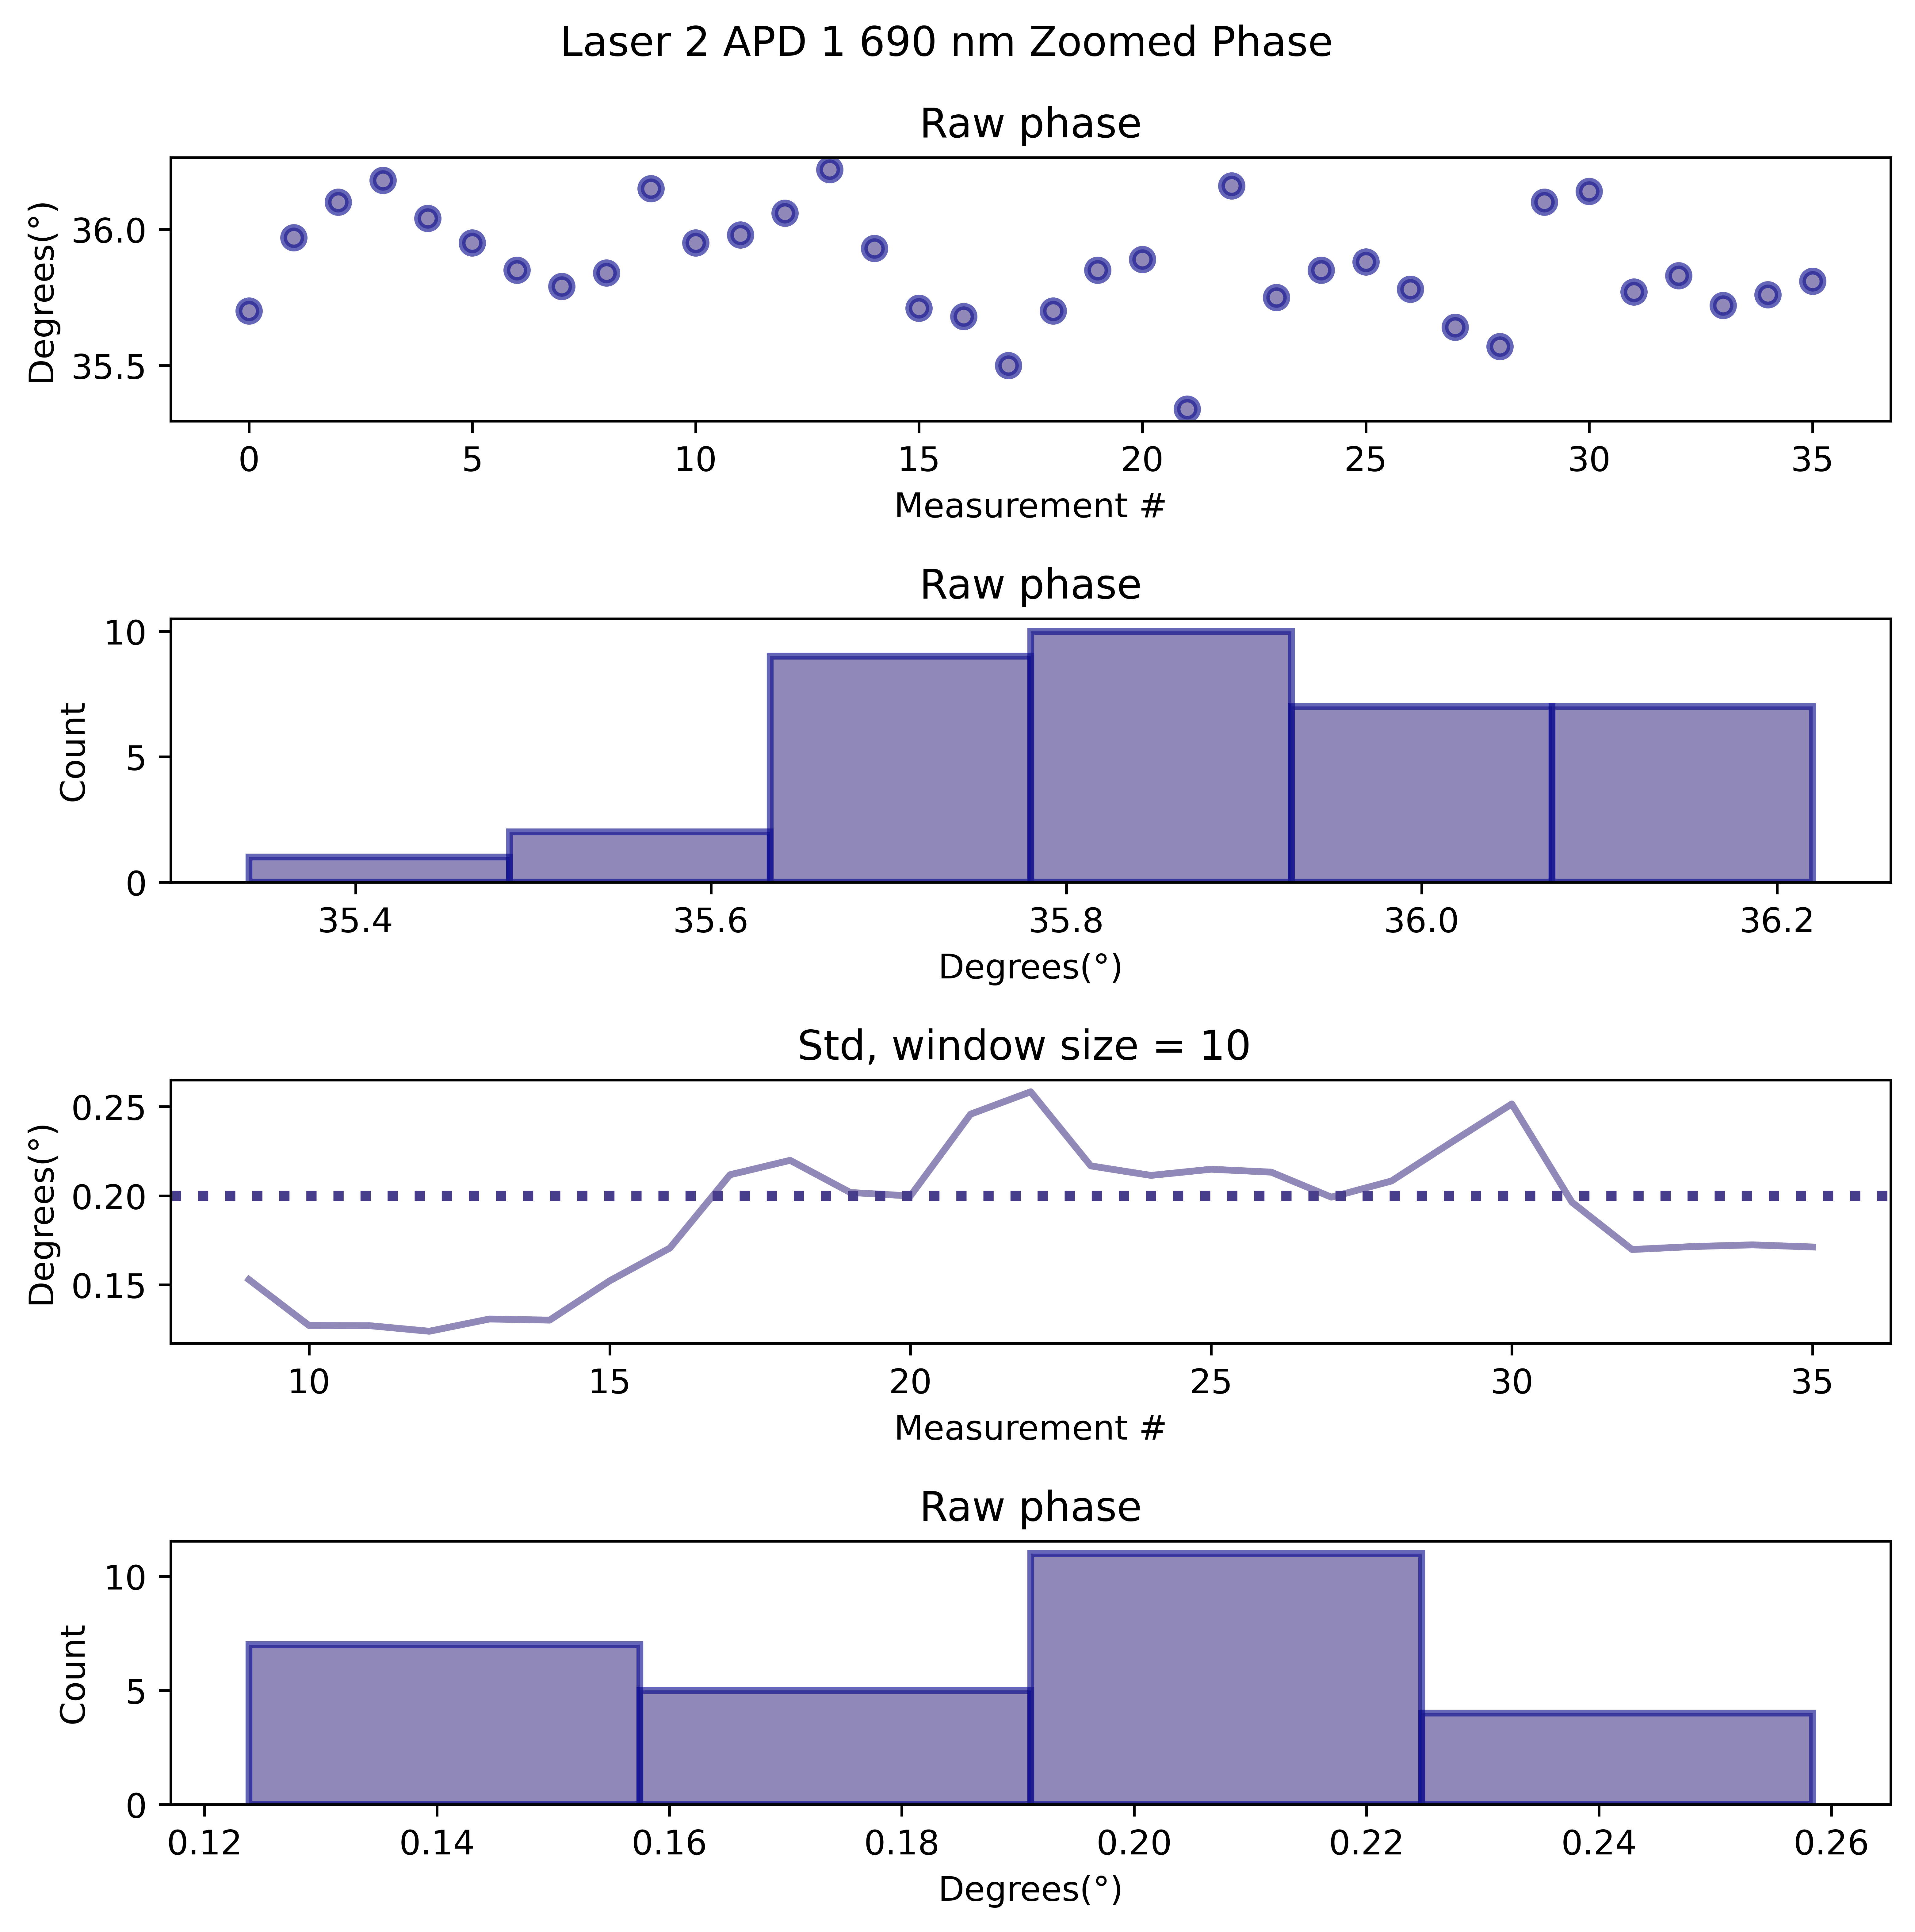 Laser 2 APD 1 690 nm Zoomed Phase
Raw phase
Degrees(°)
36.0
35.5
0 5 10 15 20 25 30 35
Measurement #
Raw phase
Count
10
5
0
35.4 35.6 35.8 36.0 36.2
Degrees(°)
Std, window size = 10
Degrees(°)
0.25
0.20
0.15
10 15 20 25 30 35
Measurement #
Raw phase
Count
10
5
0
0.12 0.14 0.16 0.18 0.20 0.22 0.24 0.26
Degrees(°)